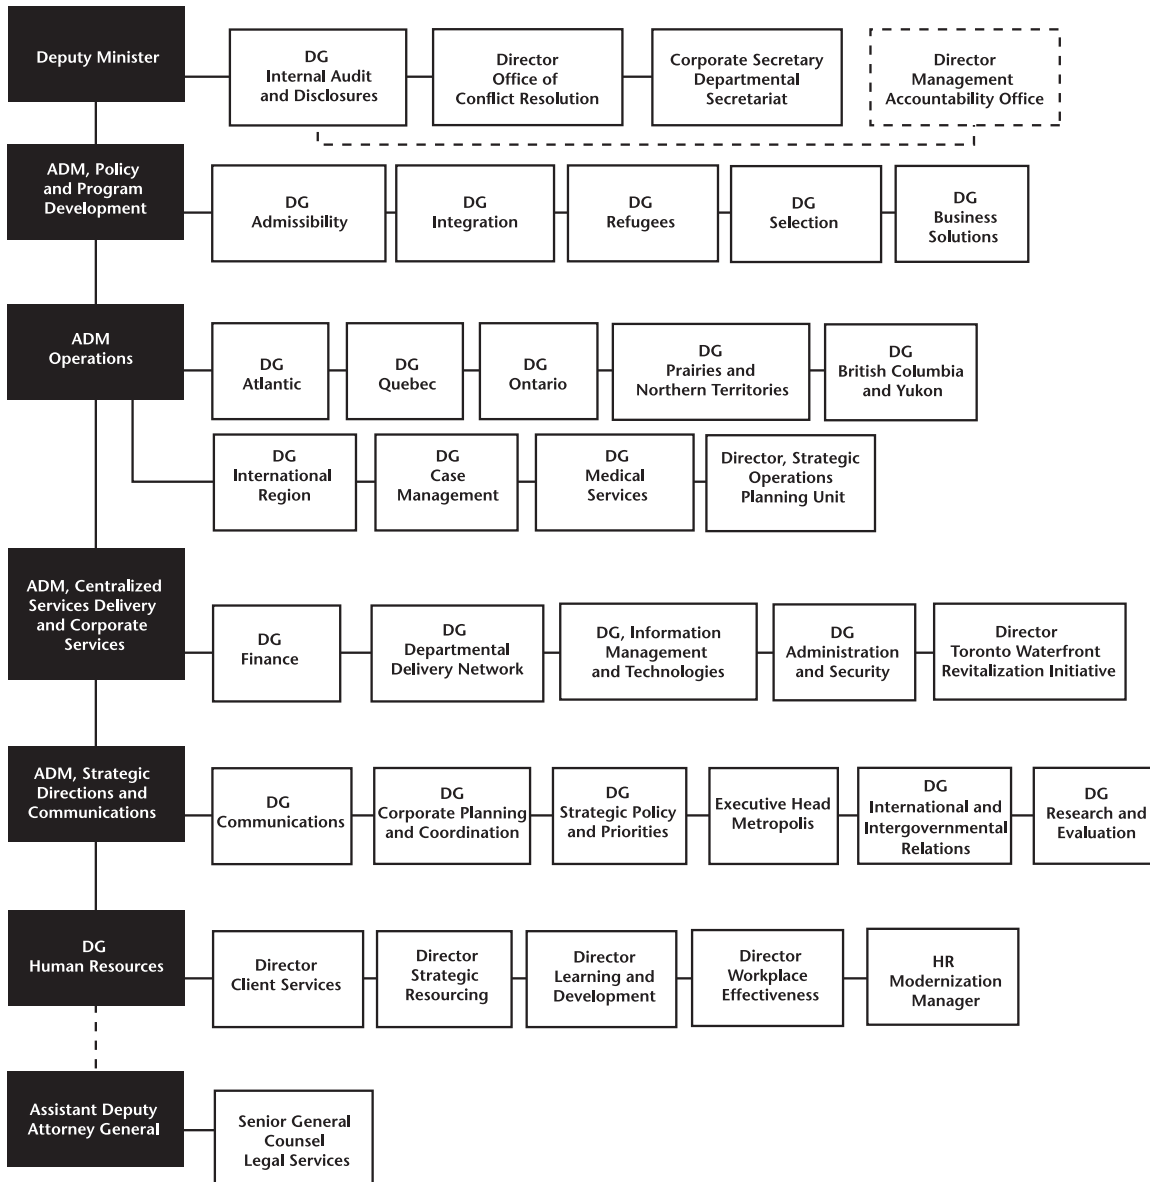 Deputy Minister
DG
Internal Audit
and Disclosures
Director
Office of
Conflict Resolution
Corporate Secretary
Departmental
Secretariat
Director
Management
Accountability Office
ADM, Policy
and Program
Development
DG
Admissibility
DG
Integration
DG
Refugees
DG
Selection
DG
Business
Solutions
ADM
Operations
DG
Atlantic
DG
Quebec
DG
Ontario
DG
Prairies and
Northern Territories
DG
British Columbia
and Yukon
DG
International
Region
DG
Case
Management
DG
Medical
Services
Director, Strategic
Operations
Planning Unit
ADM, Centralized
Services Delivery
and Corporate
Services
DG
Finance
DG
Departmental
Delivery Network
DG, Information
Management
and Technologies
DG
Administration
and Security
Director
Toronto Waterfront
Revitalization Initiative
ADM, Strategic
Directions and
Communications
DG
Communications
DG
Corporate Planning
and Coordination
DG
Strategic Policy
and Priorities
Executive Head
Metropolis
DG
International and
Intergovernmental
Relations
DG
Research and
Evaluation
DG
Human Resources
Director
Client Services
Director
Strategic
Resourcing
Director
Learning and
Development
Director
Workplace
Effectiveness
HR
Modernization
Manager
Assistant Deputy
Attorney General
Senior General
Counsel
Legal Services